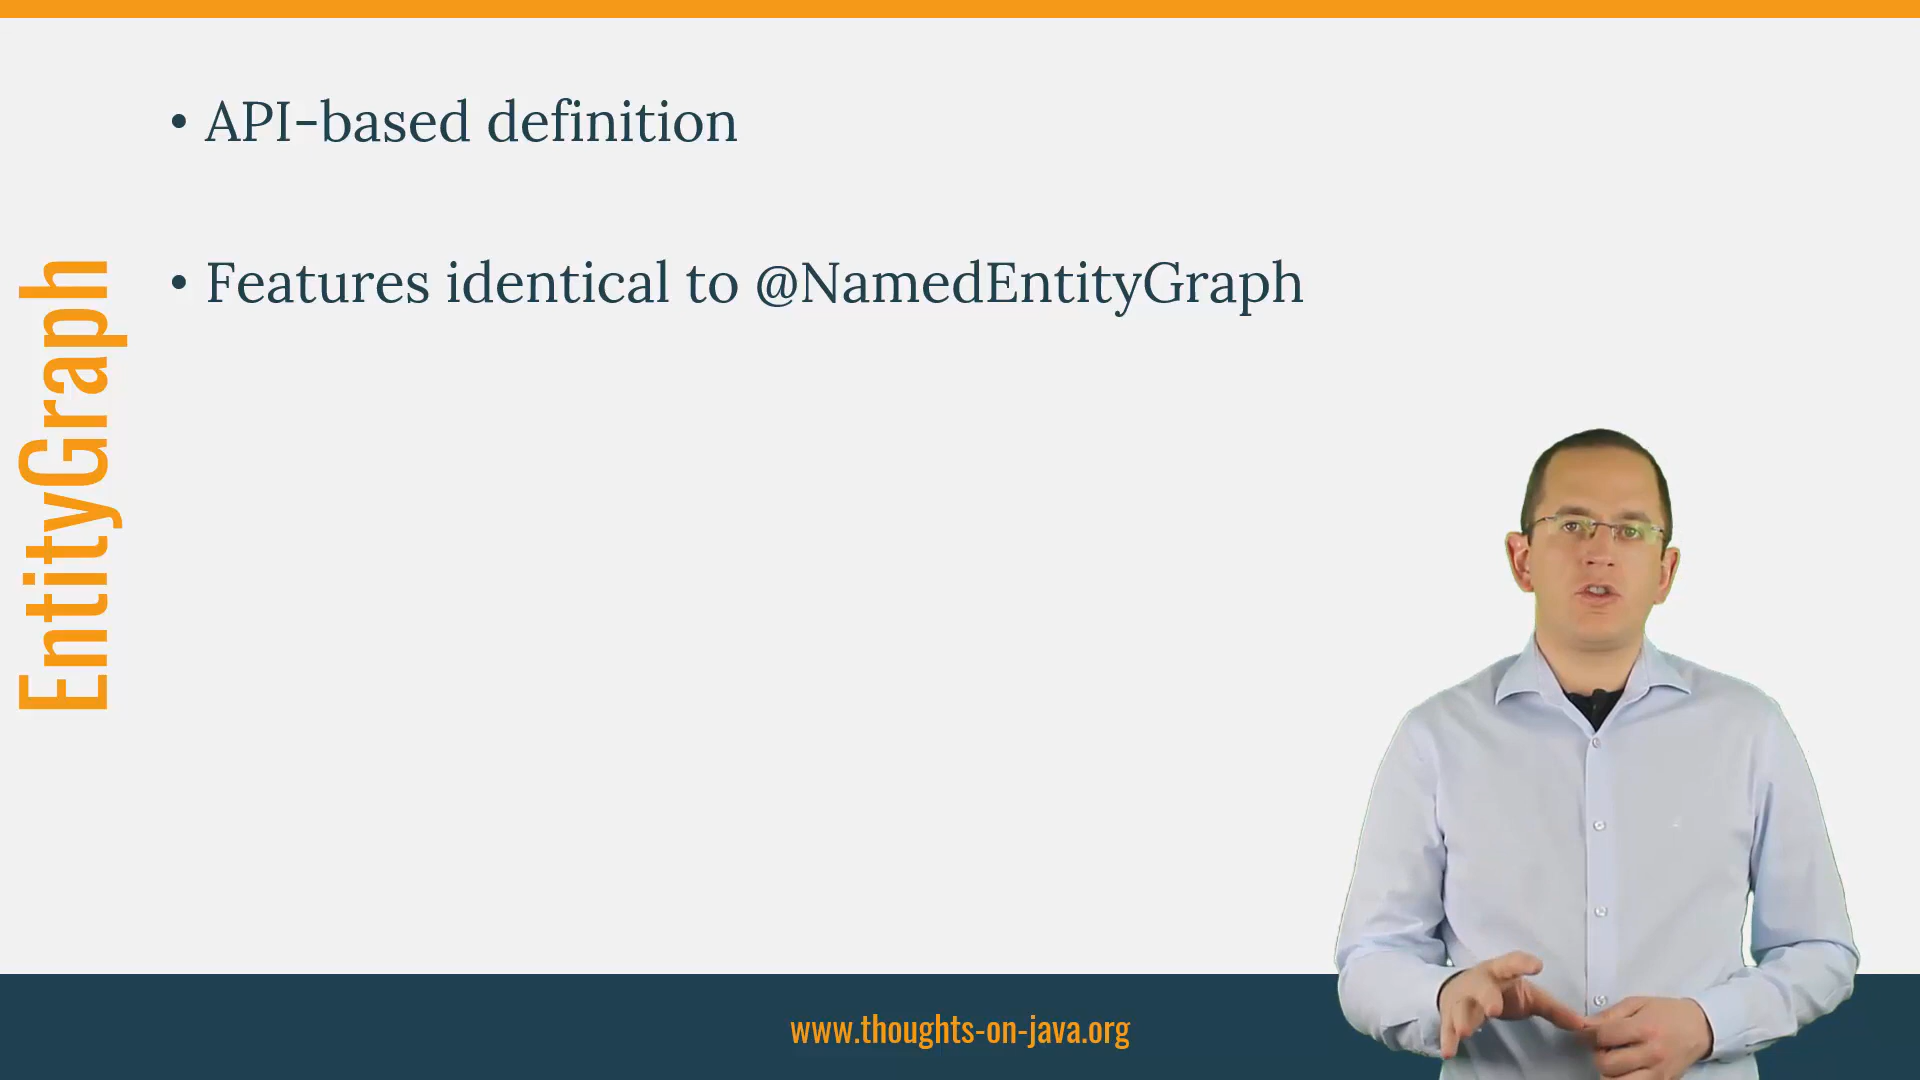 EntityGraph
• API-based definition
• Features identical to @NamedEntityGraph
www.thoughts-on-java.org